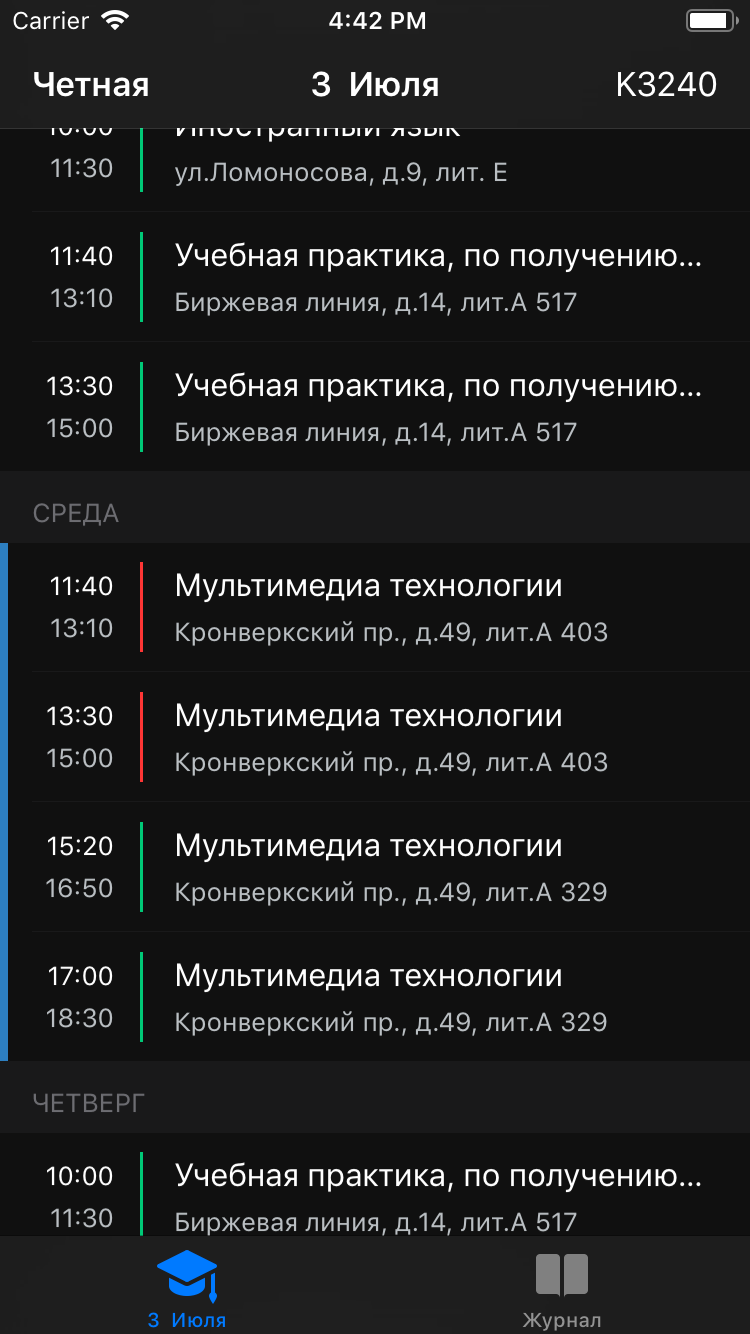 Carrier 4:42 PM
Четная 3 Июля K3240
10:00 Иностранный язык
11:30 ул.Ломоносова, д.9, лит. Е
11:40 Учебная практика, по получению...
13:10 Биржевая линия, д.14, лит.А 517
13:30 Учебная практика, по получению...
15:00 Биржевая линия, д.14, лит.А 517
СРЕДА
11:40 Мультимедиа технологии
13:10 Кронверкский пр., д.49, лит.А 403
13:30 Мультимедиа технологии
15:00 Кронверкский пр., д.49, лит.А 403
15:20 Мультимедиа технологии
16:50 Кронверкский пр., д.49, лит.А 329
17:00 Мультимедиа технологии
18:30 Кронверкский пр., д.49, лит.А 329
ЧЕТВЕРГ
10:00 Учебная практика, по получению...
11:30 Биржевая линия, д.14, лит.А 517
3 Июля Журнал